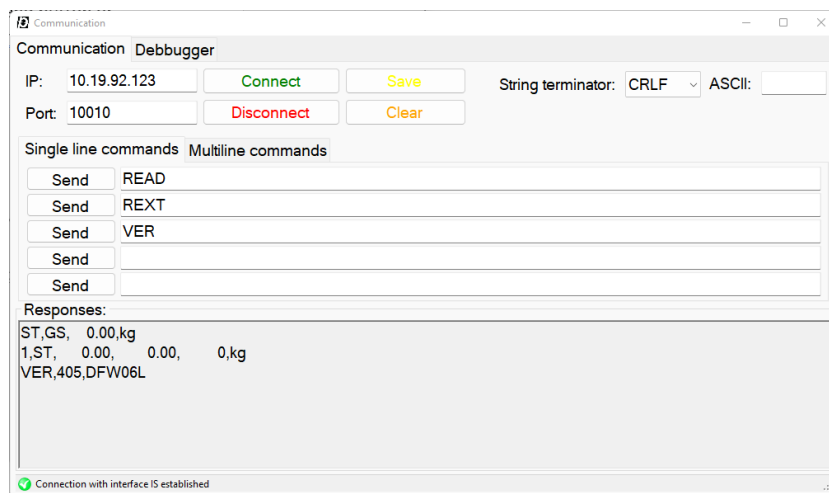 Communication
Communication Debbugger
IP: 10.19.92.123 Connect Save String terminator: CRLF ASCII:
Port: 10010 Disconnect Clear
Single line commands Multiline commands
Send READ
Send REXT
Send VER
Send
Send
Responses:
ST,GS,   0.00,kg
1,ST,   0.00,   0.00,   0,kg
VER,405,DFW06L
Connection with interface IS established